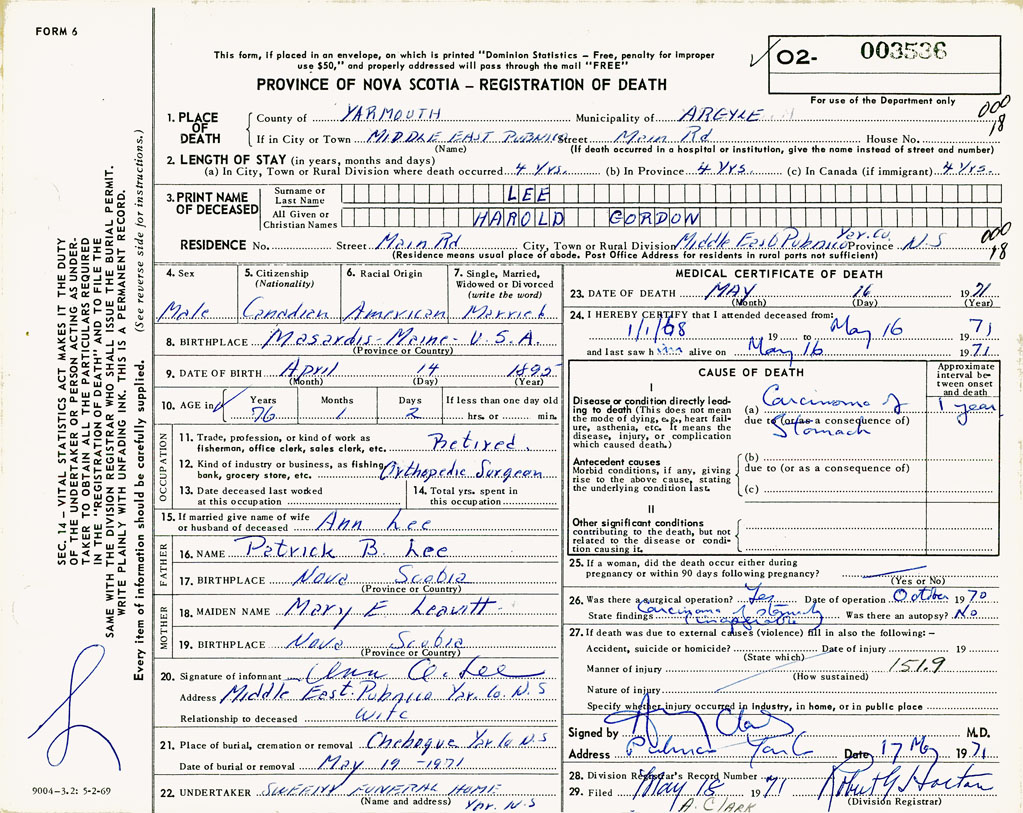 FORM 6
This form, if placed in an envelope, on which is printed "Dominion Statistics — Free, penalty for improper
use $50," and properly addressed will pass through the mail "FREE"
O2- 003536
For use of the Department only
PROVINCE OF NOVA SCOTIA — REGISTRATION OF DEATH
000
18
1. PLACE OF DEATH
County of YARMOUTH Municipality of ARGYLE
If in City or Town MIDDLE EAST PUBNICO Street Main Rd House No.
(Name) (If death occurred in a hospital or institution, give the name instead of street and number)
2. LENGTH OF STAY (in years, months and days)
(a) In City, Town or Rural Division where death occurred 4 Yrs. (b) In Province 4 Yrs. (c) In Canada (if immigrant) 4 Yrs.
3. PRINT NAME OF DECEASED
Surname or Last Name LEE
All Given or Christian Names HAROLD GORDON
000
18
RESIDENCE No. Street Main Rd City, Town or Rural Division Middle East Pubnico Yar. Co. Province N.S
(Residence means usual place of abode. Post Office Address for residents in rural parts not sufficient)
4. Sex
Male
5. Citizenship
(Nationality)
Canadian
6. Racial Origin
American
7. Single, Married,
Widowed or Divorced
(write the word)
Married
8. BIRTHPLACE Masardis-Maine- U.S.A.
(Province or Country)
9. DATE OF BIRTH April 14 1895
(Month) (Day) (Year)
10. AGE in
Years Months Days If less than one day old
76 1 2 hrs. or min.
OCCUPATION
11. Trade, profession, or kind of work as
fisherman, office clerk, sales clerk, etc. Retired.
12. Kind of industry or business, as fishing,
bank, grocery store, etc. Orthopedic Surgeon
13. Date deceased last worked
at this occupation
14. Total yrs. spent in
this occupation
15. If married give name of wife
or husband of deceased Ann Lee
FATHER
16. NAME Patrick B. Lee
17. BIRTHPLACE Nova Scobia
(Province or Country)
MOTHER
18. MAIDEN NAME Mary E Leavitt
19. BIRTHPLACE Nova Scobia
(Province or Country)
20. Signature of informant Ann A. Lee
Address Middle East-Pubnico Yar. Co. N.S
Relationship to deceased Wife
21. Place of burial, cremation or removal Cheboque Yar Co N.S
Date of burial or removal May 19 -1971
22. UNDERTAKER SWEENY FUNERAL HOME
(Name and address) Yar. N.S
MEDICAL CERTIFICATE OF DEATH
23. DATE OF DEATH MAY 16 1971
(Month) (Day) (Year)
24. I HEREBY CERTIFY that I attended deceased from:
1/1/68 19 to May 16 1971
and last saw him alive on May 16 1971
CAUSE OF DEATH
Approximate
interval be-
tween onset
and death
I
Disease or condition directly lead-
ing to death (This does not mean
the mode of dying, e.g., heart fail-
ure, asthenia, etc. It means the
disease, injury, or complication
which caused death.)
(a) Carcinoma of
due to (or as a consequence of)
Stomach
1 year
Antecedent causes
Morbid conditions, if any, giving
rise to the above cause, stating
the underlying condition last.
(b)
due to (or as a consequence of)
(c)
II
Other significant conditions
contributing to the death, but not
related to the disease or condi-
tion causing it.
25. If a woman, did the death occur either during
pregnancy or within 90 days following pregnancy?
(Yes or No)
26. Was there a surgical operation? Yes Date of operation October 1970
State findings Carcinoma of stomach Was there an autopsy? No
inoperable
27. If death was due to external causes (violence) fill in also the following: —
Accident, suicide or homicide? Date of injury 19
(State which)
Manner of injury 151.9
(How sustained)
Nature of injury
Specify whether injury occurred in industry, in home, or in public place
Signed by M.D.
Address Pubnico Date 17 May 1971
28. Division Registrar's Record Number
29. Filed May 18 1971 Robert G Horton
A. CLARK (Division Registrar)
SEC. 14 — VITAL STATISTICS ACT MAKES IT THE DUTY
OF THE UNDERTAKER OR PERSON ACTING AS UNDER-
TAKER TO OBTAIN ALL THE PARTICULARS REQUIRED
IN THE "REGISTRATION OF DEATH" AND TO FILE THE
SAME WITH THE DIVISION REGISTRAR WHO SHALL ISSUE THE BURIAL PERMIT.
WRITE PLAINLY WITH UNFADING INK. THIS IS A PERMANENT RECORD.
Every item of information should be carefully supplied. (See reverse side for instructions.)
9004-3.2: 5-2-69